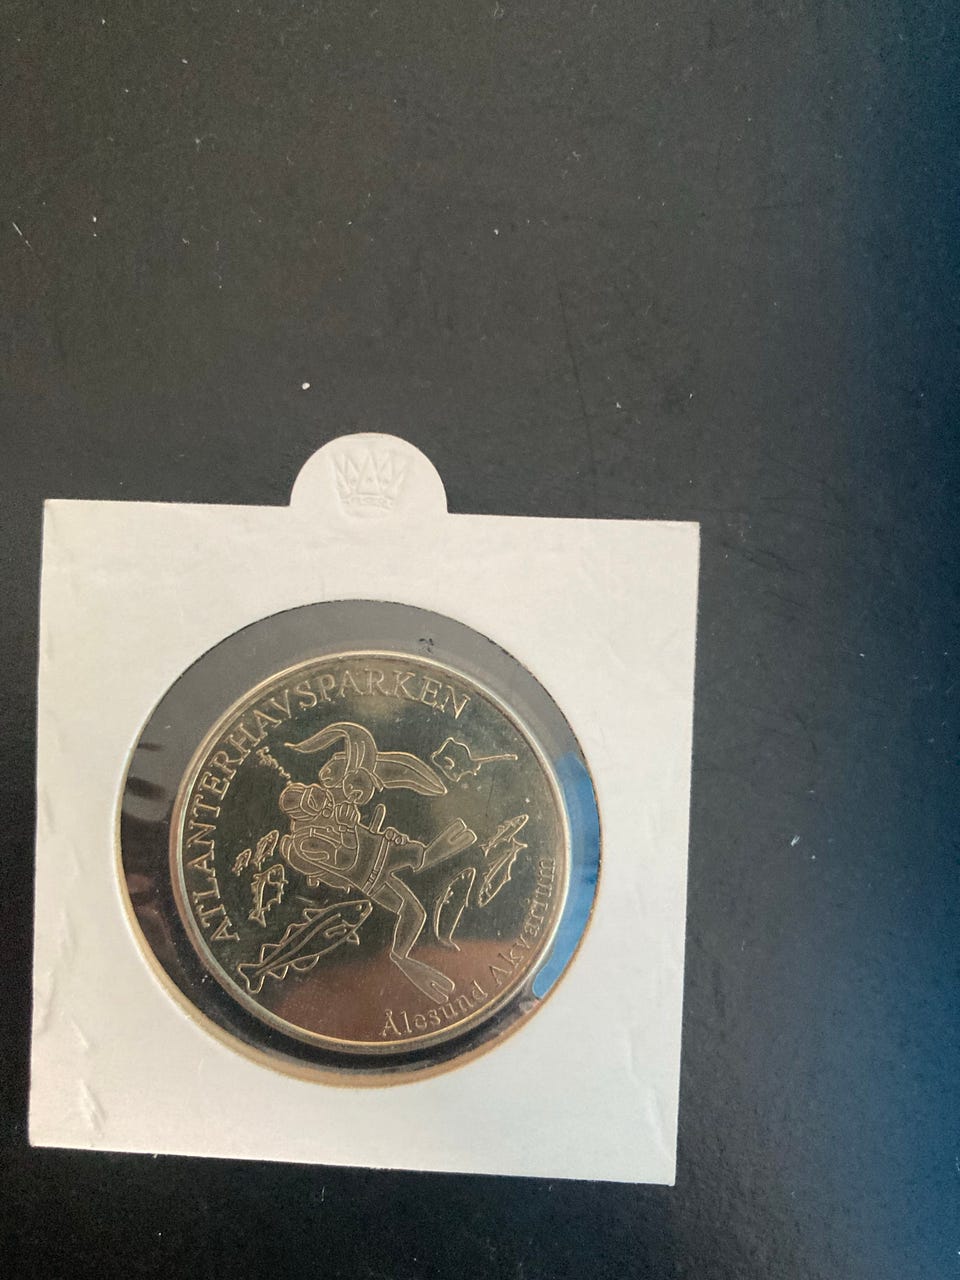 ATLANTERHAVSPARKEN
Ålesund Akvarium